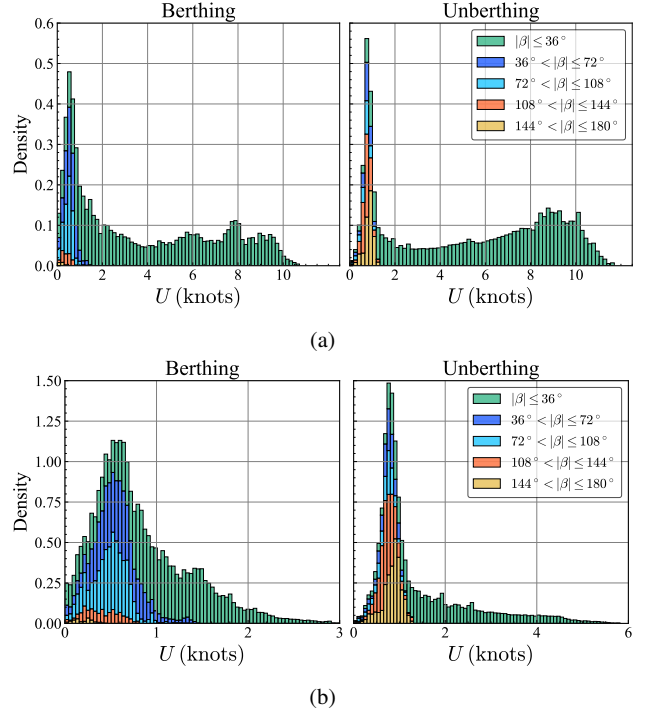 Berthing Unberthing
0.6
0.5
0.4
0.3
0.2
0.1
0.0
Density
0 2 4 6 8 10
U (knots)
|β| ≤ 36°
36° < |β| ≤ 72°
72° < |β| ≤ 108°
108° < |β| ≤ 144°
144° < |β| ≤ 180°
0 2 4 6 8 10
U (knots)
(a)
Berthing Unberthing
1.50
1.25
1.00
0.75
0.50
0.25
0.00
Density
0 1 2 3
U (knots)
|β| ≤ 36°
36° < |β| ≤ 72°
72° < |β| ≤ 108°
108° < |β| ≤ 144°
144° < |β| ≤ 180°
0 2 4 6
U (knots)
(b)